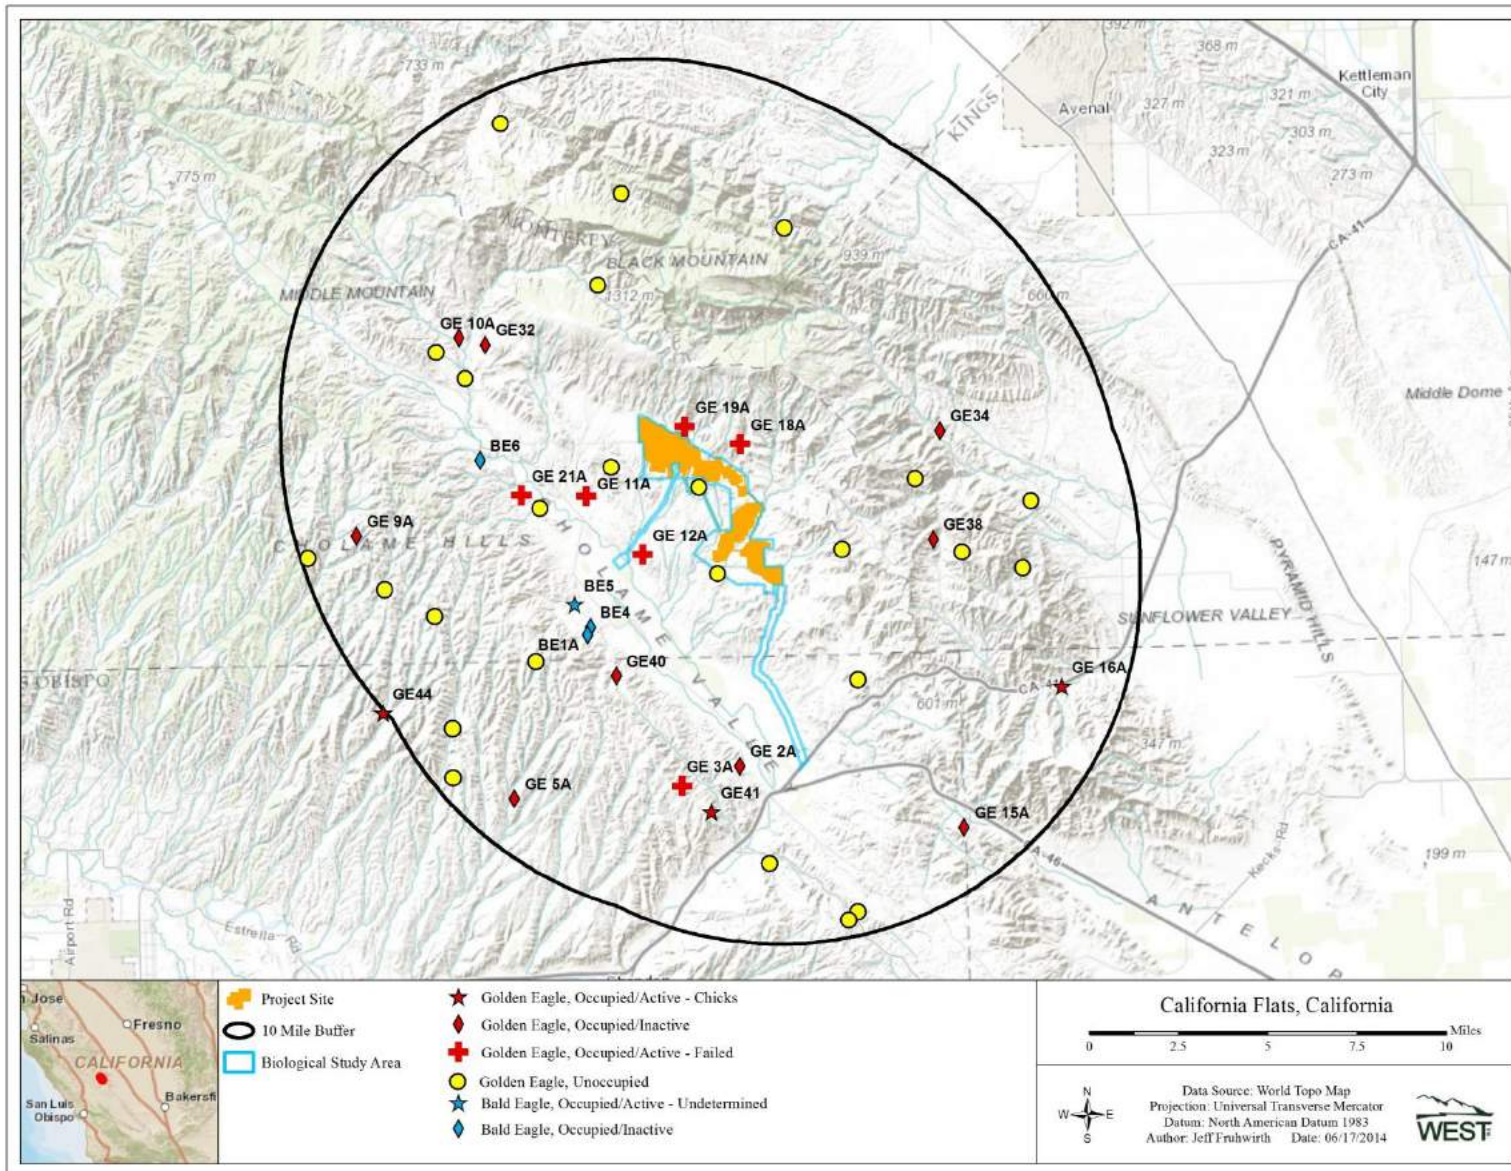 392 m
368 m
733 m
Kettleman
City
321 m
Avenal
327 m
KINGS
303 m
323 m
273 m
775 m
CA-41
MONTEREY
939 m
BLACK MOUNTAIN
MIDDLE MOUNTAIN
1312 m
660 m
GE 10A
GE32
Middle Dome
GE 19A
GE34
GE 18A
BE6
GE 21A
GE 11A
GE 9A
GE38
CHOLAME HILLS
GE 12A
PYRAMID HILLS
147 m
BE5
BE4
SUNFLOWER VALLEY
BE1A
CHOLAME VALLEY
GE40
OBISPO
GE 16A
CA-41
GE44
601 m
347 m
GE 2A
GE 3A
GE 5A
GE41
GE 15A
Kecks Rd
CA-46
199 m
ANTELOP
Airport Rd
Estrella Rd
n Jose
Fresno
Salinas
CALIFORNIA
San Luis
Obispo
Bakersfi
Project Site
10 Mile Buffer
Biological Study Area
Golden Eagle, Occupied/Active - Chicks
Golden Eagle, Occupied/Inactive
Golden Eagle, Occupied/Active - Failed
Golden Eagle, Unoccupied
Bald Eagle, Occupied/Active - Undetermined
Bald Eagle, Occupied/Inactive
California Flats, California
Miles
0 2.5 5 7.5 10
N
W E
S
Data Source: World Topo Map
Projection: Universal Transverse Mercator
Datum: North American Datum 1983
Author: Jeff Fruhwirth Date: 06/17/2014
WEST